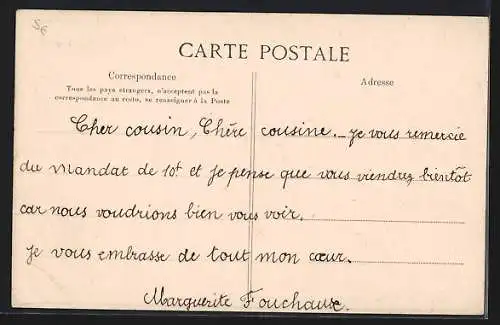 CARTE POSTALE
Correspondance
Tous les pays étrangers, n'acceptent pas la
correspondance au recto, se renseigner à la Poste
Adresse
Cher cousin, Chère cousine._ je vous remercie
du mandat de 10f et je pense que vous viendrez bientôt
car nous voudrions bien vous voir.
je vous embrasse de tout mon cœur.
Marguerite Fouchause.